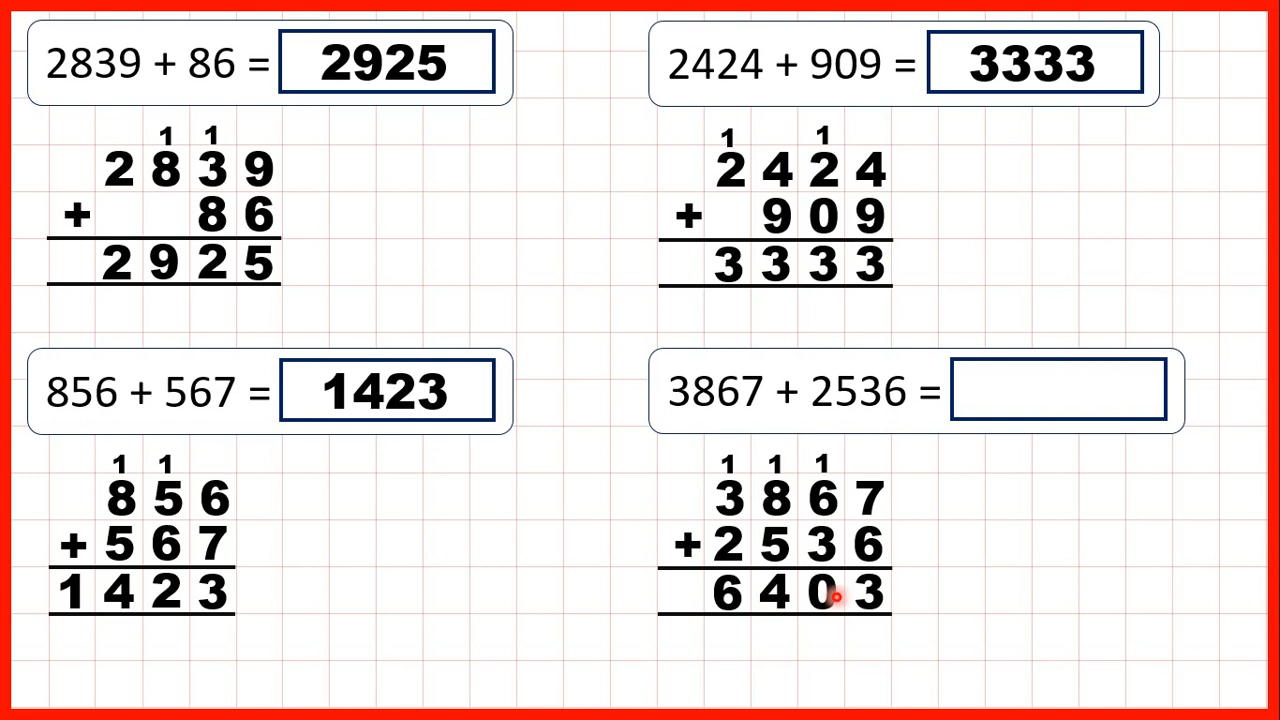 2839 + 86 = 2925
1 1
2 8 3 9
+ 8 6
2 9 2 5
2424 + 909 = 3333
1 1
2 4 2 4
+ 9 0 9
3 3 3 3
856 + 567 = 1423
1 1
8 5 6
+ 5 6 7
1 4 2 3
3867 + 2536 =
1 1 1
3 8 6 7
+ 2 5 3 6
6 4 0 3